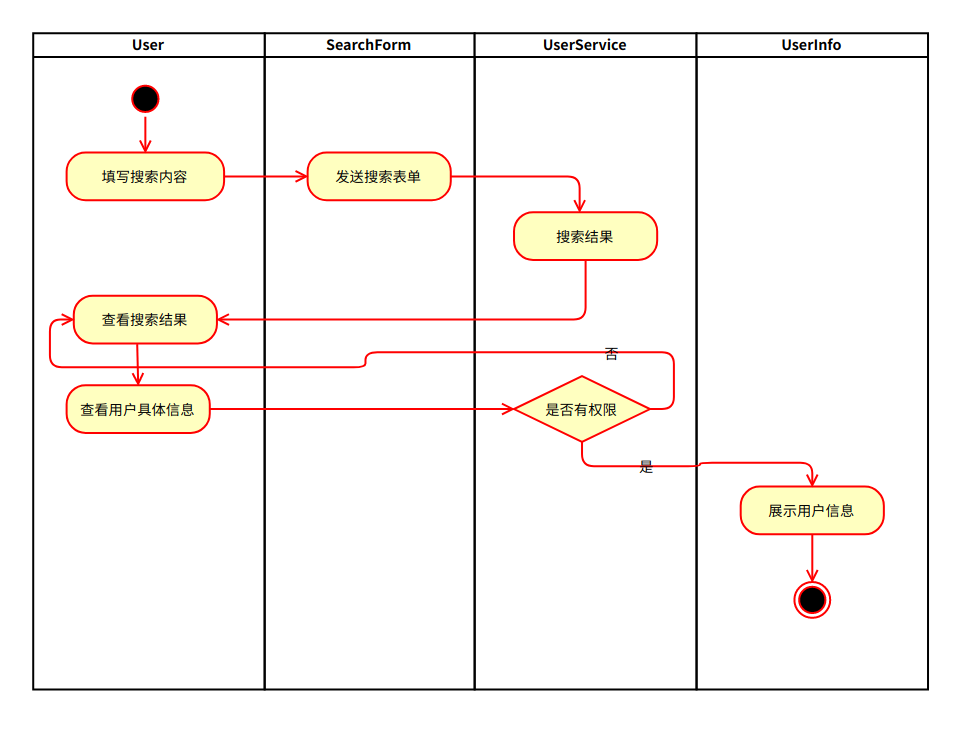 User
SearchForm
UserService
UserInfo
填写搜索内容
发送搜索表单
搜索结果
查看搜索结果
否
查看用户具体信息
是否有权限
是
展示用户信息